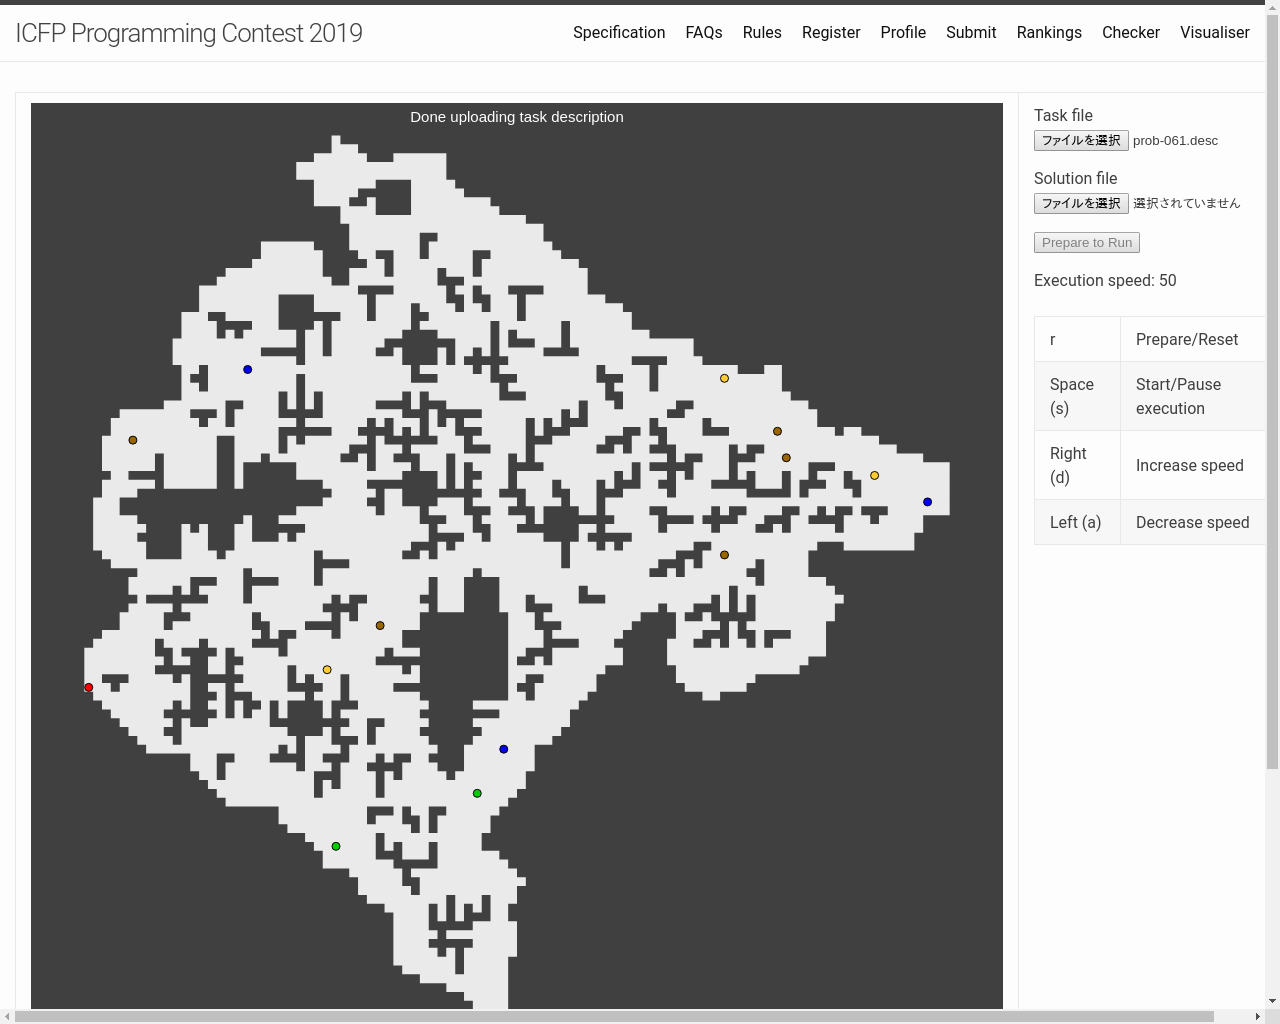 ICFP Programming Contest 2019
Specification FAQs Rules Register Profile Submit Rankings Checker Visualiser
Done uploading task description
Task file
ファイルを選択 prob-061.desc
Solution file
ファイルを選択 選択されていません
Prepare to Run
Execution speed: 50
r Prepare/Reset
Space (s) Start/Pause execution
Right (d) Increase speed
Left (a) Decrease speed